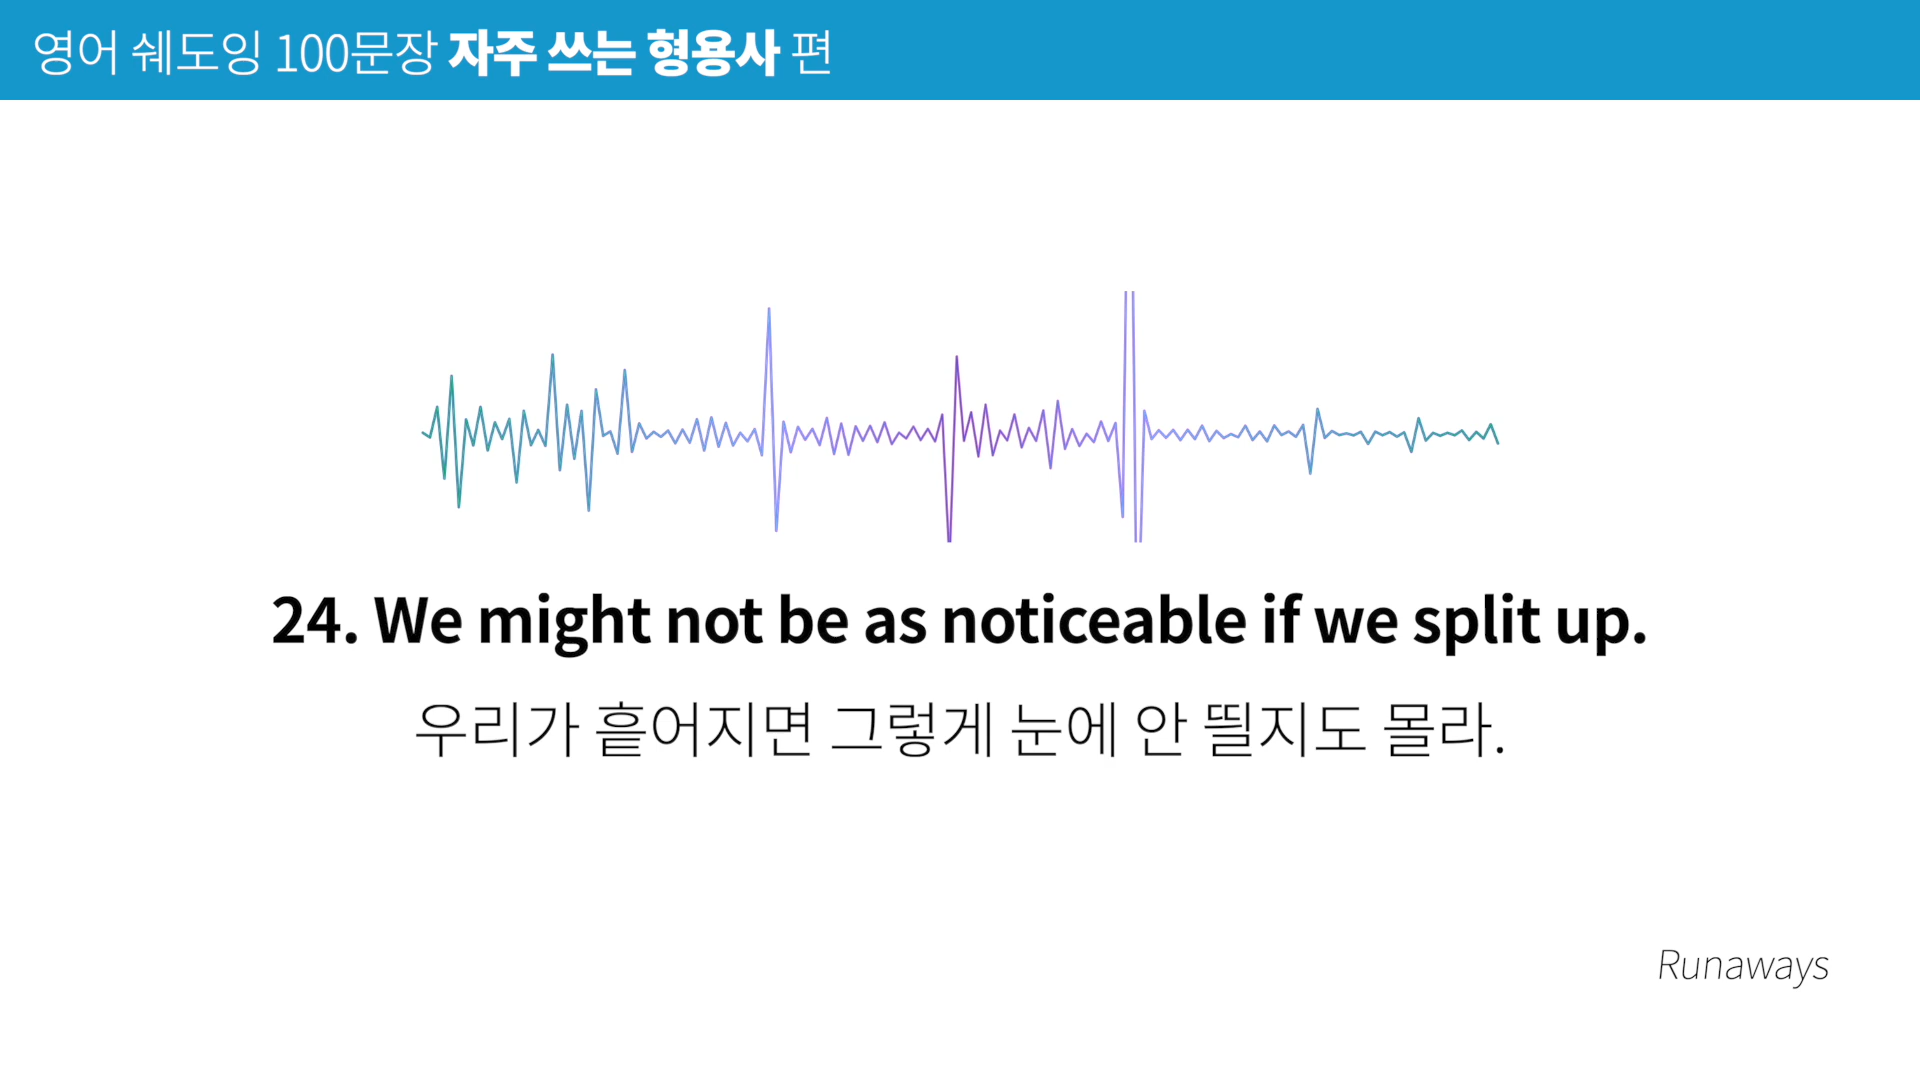 영어 쉐도잉 100문장 자주 쓰는 형용사 편
24. We might not be as noticeable if we split up.
우리가 흩어지면 그렇게 눈에 안 띌지도 몰라.
Runaways